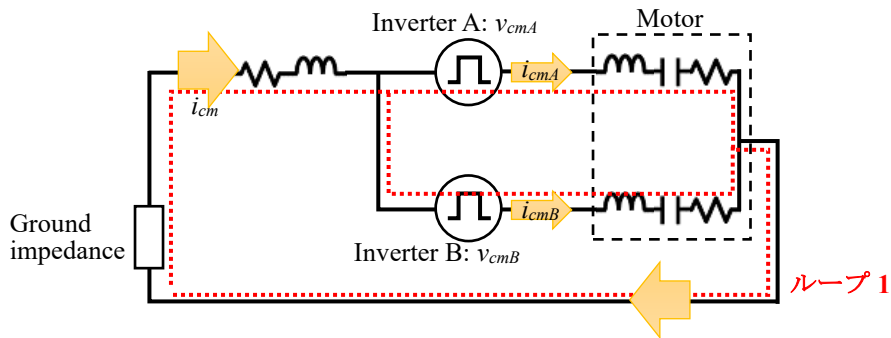 Inverter A: vcmA
Motor
icmA
icm
icmB
Ground
impedance
Inverter B: vcmB
ループ 1